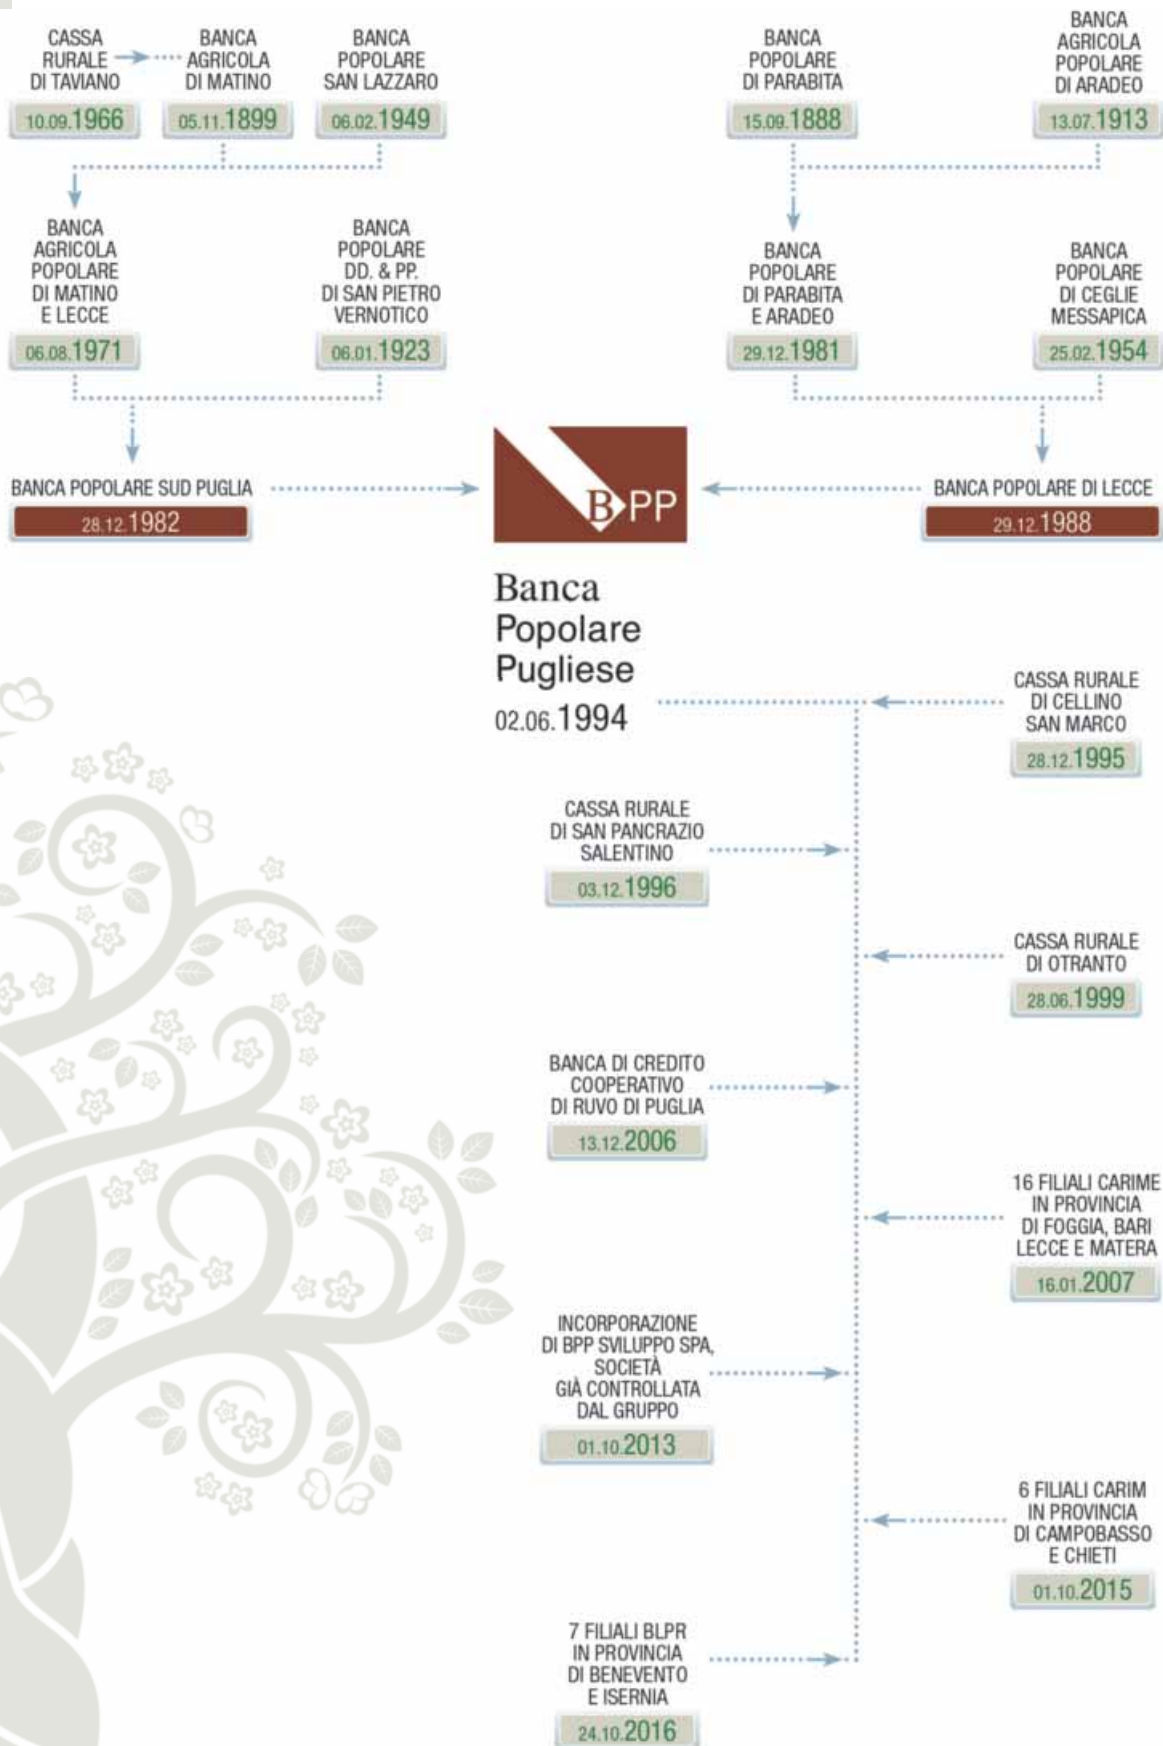 CASSA
RURALE
DI TAVIANO
10.09.1966
BANCA
AGRICOLA
DI MATINO
05.11.1899
BANCA
POPOLARE
SAN LAZZARO
06.02.1949
BANCA
POPOLARE
DI PARABITA
15.09.1888
BANCA
AGRICOLA
POPOLARE
DI ARADEO
13.07.1913
BANCA
AGRICOLA
POPOLARE
DI MATINO
E LECCE
06.08.1971
BANCA
POPOLARE
DD. & PP.
DI SAN PIETRO
VERNOTICO
06.01.1923
BANCA
POPOLARE
DI PARABITA
E ARADEO
29.12.1981
BANCA
POPOLARE
DI CEGLIE
MESSAPICA
25.02.1954
BANCA POPOLARE SUD PUGLIA
28.12.1982
BPP
BANCA POPOLARE DI LECCE
29.12.1988
Banca
Popolare
Pugliese
02.06.1994
CASSA RURALE
DI CELLINO
SAN MARCO
28.12.1995
CASSA RURALE
DI SAN PANCRAZIO
SALENTINO
03.12.1996
CASSA RURALE
DI OTRANTO
28.06.1999
BANCA DI CREDITO
COOPERATIVO
DI RUVO DI PUGLIA
13.12.2006
16 FILIALI CARIME
IN PROVINCIA
DI FOGGIA, BARI
LECCE E MATERA
16.01.2007
INCORPORAZIONE
DI BPP SVILUPPO SPA,
SOCIETÀ
GIÀ CONTROLLATA
DAL GRUPPO
01.10.2013
6 FILIALI CARIM
IN PROVINCIA
DI CAMPOBASSO
E CHIETI
01.10.2015
7 FILIALI BLPR
IN PROVINCIA
DI BENEVENTO
E ISERNIA
24.10.2016